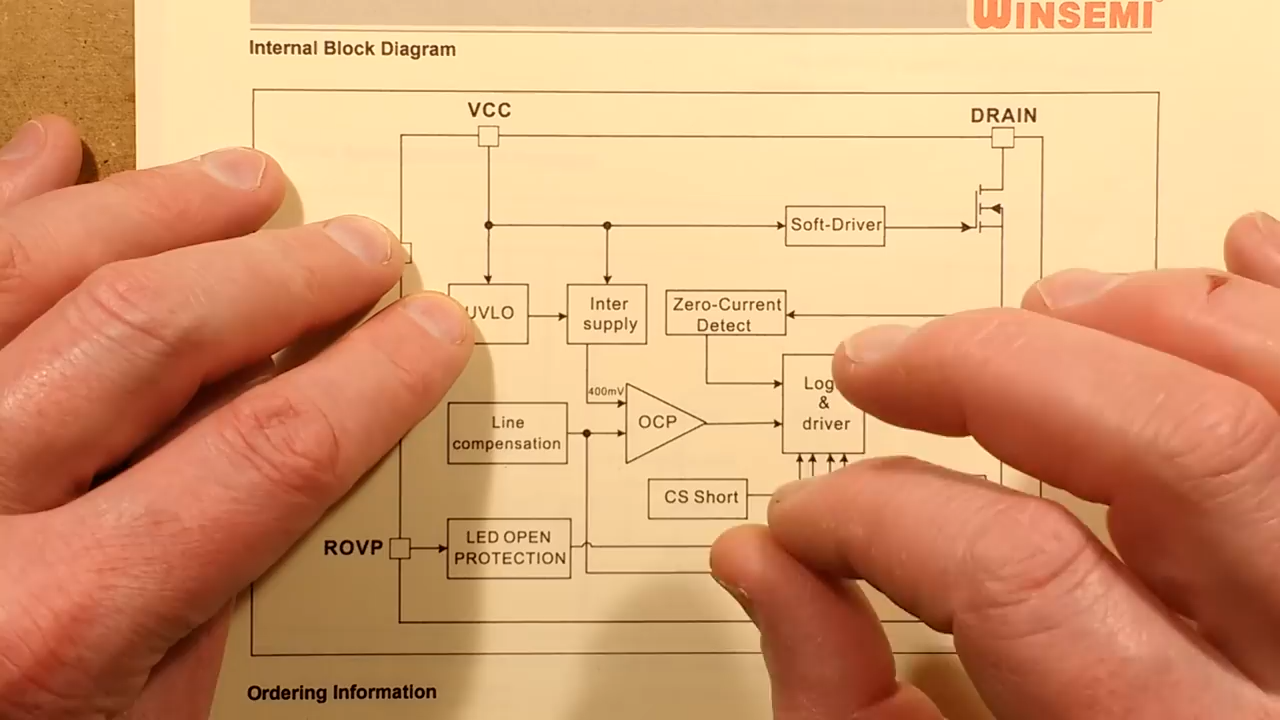 WINSEMI
Internal Block Diagram
VCC
DRAIN
Soft-Driver
UVLO
Inter
supply
Zero-Current
Detect
400mV
OCP
Line
compensation
&
driver
CS Short
ROVP
LED OPEN
PROTECTION
Ordering Information